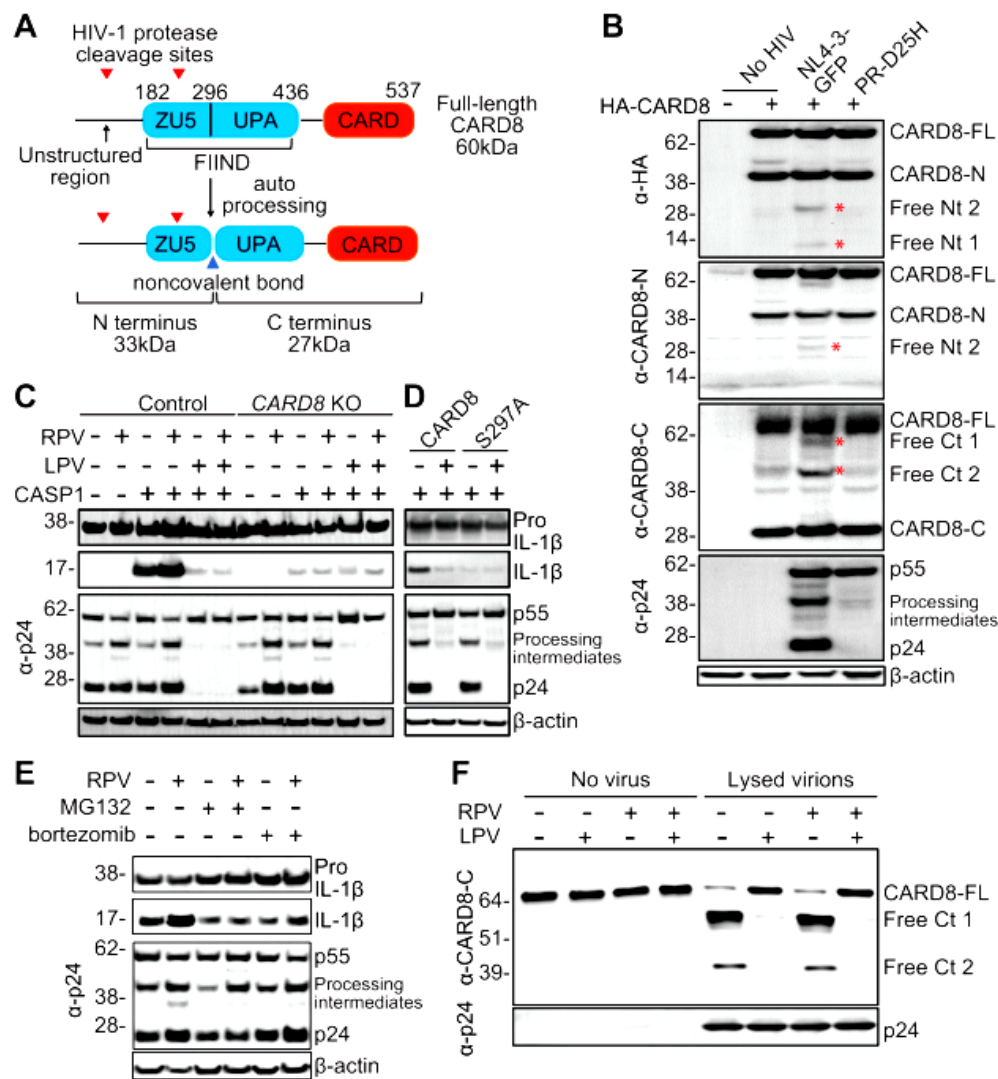 A
HIV-1 protease
cleavage sites
182 296 436 537
ZU5 UPA CARD
Full-length
CARD8
60kDa
Unstructured
region
FIIND
auto
processing
ZU5 UPA CARD
noncovalent bond
N terminus
33kDa
C terminus
27kDa
B
No HIV
NL4-3-
GFP
PR-D25H
HA-CARD8 - + + +
α-HA
62-
38-
28-
14-
CARD8-FL
CARD8-N
Free Nt 2
*
Free Nt 1
*
α-CARD8-N
62-
38-
28-
14-
CARD8-FL
CARD8-N
Free Nt 2
*
α-CARD8-C
62-
38-
28-
CARD8-FL
Free Ct 1
*
Free Ct 2
*
CARD8-C
α-p24
62-
38-
28-
p55
Processing
intermediates
p24
β-actin
C
Control CARD8 KO
RPV - + - + - + - + - + - +
LPV - - - - + + - - - - + +
CASP1 - - + + + + - - + + + +
38-
17-
α-p24
62-
38-
28-
D
CARD8 S297A
- + - +
+ + + +
Pro
IL-1β
IL-1β
p55
Processing
intermediates
p24
β-actin
E
RPV - + - + - +
MG132 - - + + - -
bortezomib - - - - + +
38-
Pro
IL-1β
17-
IL-1β
α-p24
62-
38-
28-
p55
Processing
intermediates
p24
β-actin
F
No virus Lysed virions
RPV - - + + - - + +
LPV - + - + - + - +
α-CARD8-C
64-
51-
39-
CARD8-FL
Free Ct 1
Free Ct 2
α-p24
p24